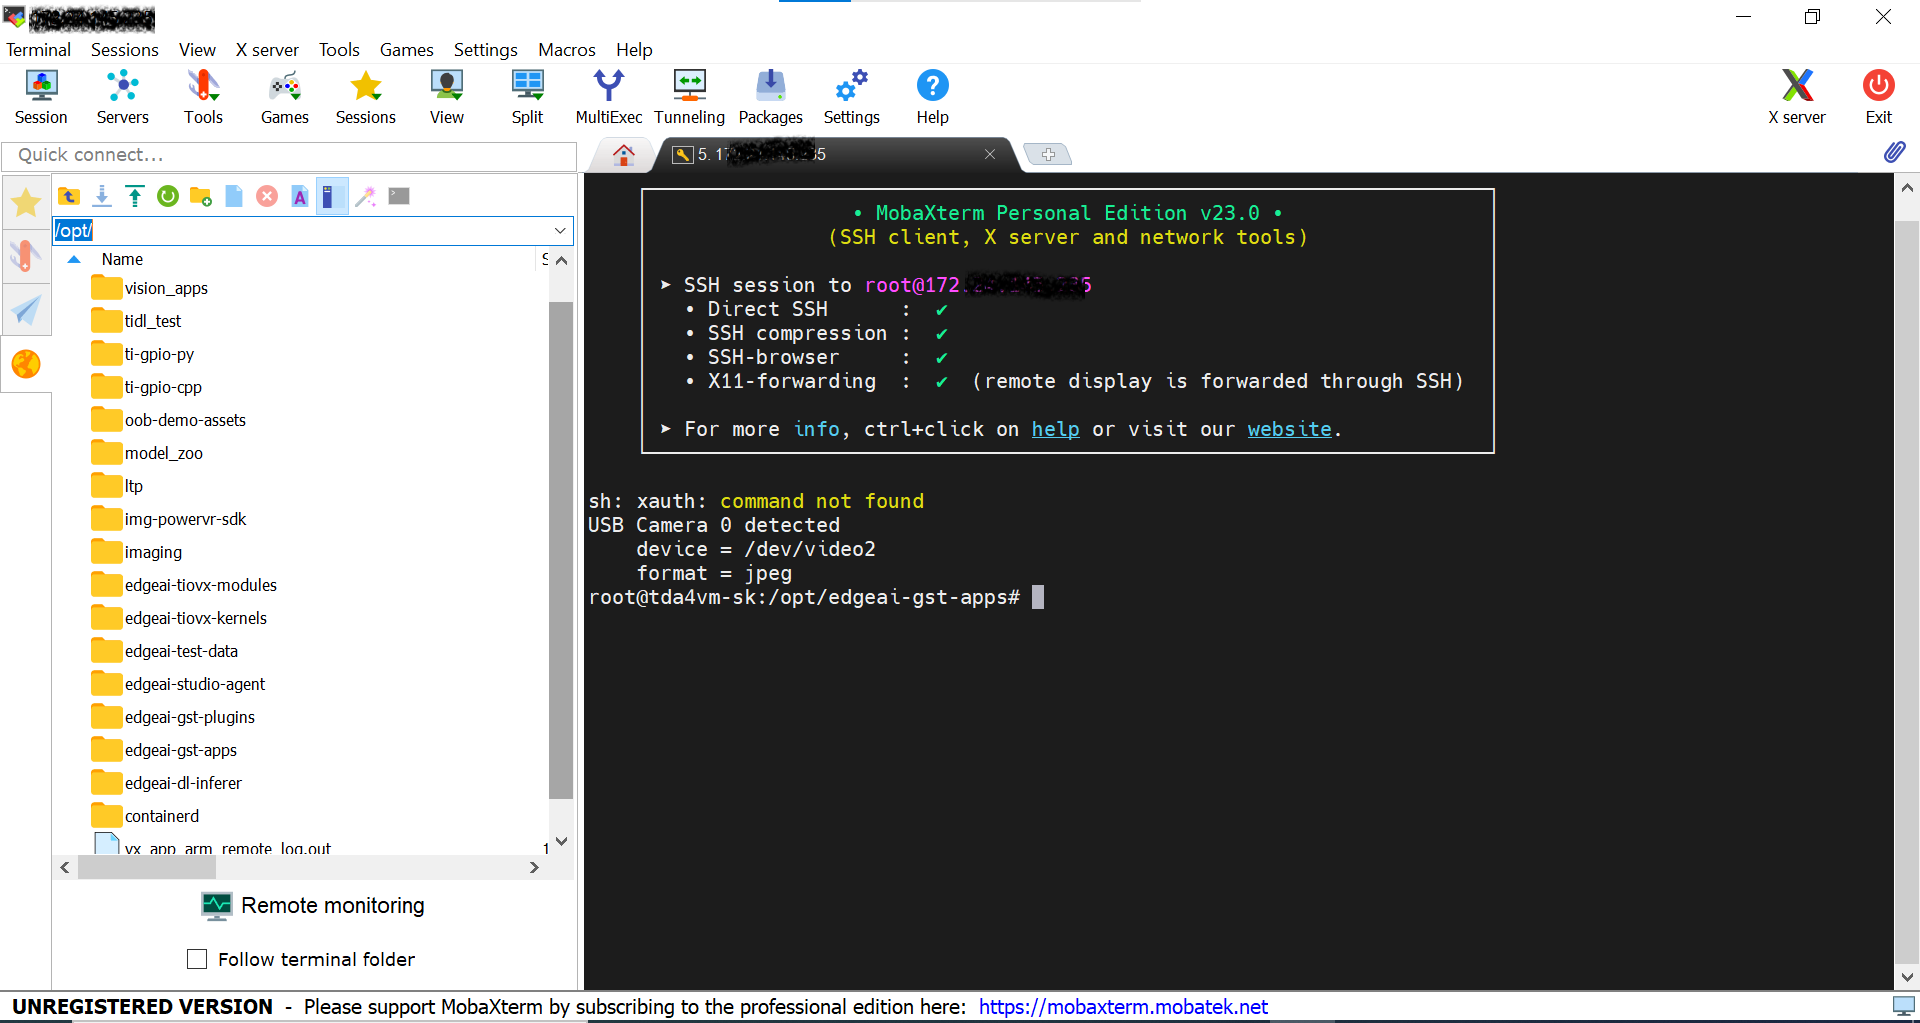 Terminal Sessions View X server Tools Games Settings Macros Help
Session Servers Tools Games Sessions View Split MultiExec Tunneling Packages Settings Help X server Exit
Quick connect...
5. 17 35
/opt/
Name S
vision_apps
tidl_test
ti-gpio-py
ti-gpio-cpp
oob-demo-assets
model_zoo
ltp
img-powervr-sdk
imaging
edgeai-tiovx-modules
edgeai-tiovx-kernels
edgeai-test-data
edgeai-studio-agent
edgeai-gst-plugins
edgeai-gst-apps
edgeai-dl-inferer
containerd
vx_app_arm_remote_log.out 1
Remote monitoring
Follow terminal folder
• MobaXterm Personal Edition v23.0 •
(SSH client, X server and network tools)
➤ SSH session to root@172. 5
• Direct SSH : ✔
• SSH compression : ✔
• SSH-browser : ✔
• X11-forwarding : ✔ (remote display is forwarded through SSH)
➤ For more info, ctrl+click on help or visit our website.
sh: xauth: command not found
USB Camera 0 detected
device = /dev/video2
format = jpeg
root@tda4vm-sk:/opt/edgeai-gst-apps#
UNREGISTERED VERSION - Please support MobaXterm by subscribing to the professional edition here: https://mobaxterm.mobatek.net